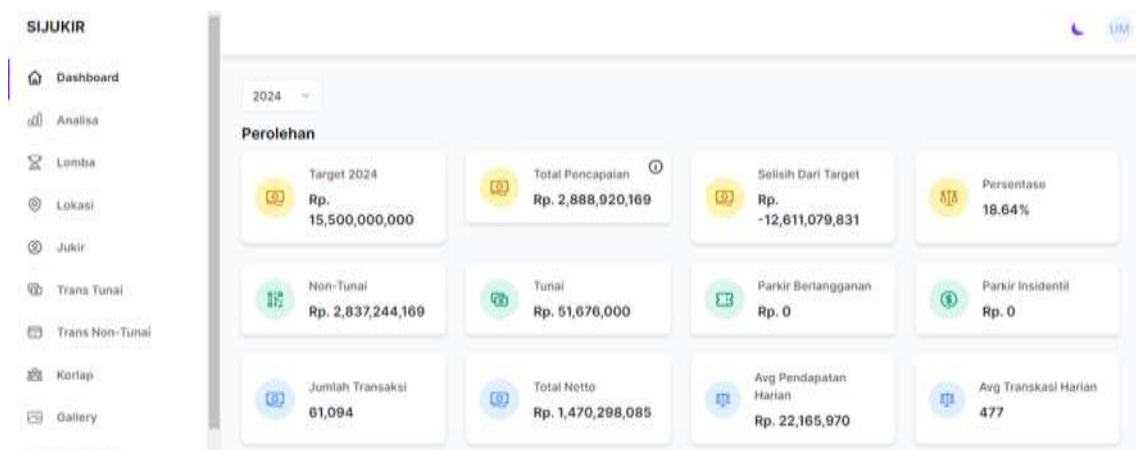 SIJUKIR
UM
Dashboard
Analisa
Lomba
Lokasi
Jukir
Trans Tunai
Trans Non-Tunai
Korlap
Gallery
2024
Perolehan
Target 2024
Rp.
15,500,000,000
Total Pencapaian
Rp. 2,888,920,169
Selisih Dari Target
Rp.
-12,611,079,831
Persentase
18.64%
Non-Tunai
Rp. 2,837,244,169
Tunai
Rp. 51,676,000
Parkir Berlangganan
Rp. 0
Parkir Insidentil
Rp. 0
Jumlah Transaksi
61,094
Total Netto
Rp. 1,470,298,085
Avg Pendapatan
Harian
Rp. 22,165,970
Avg Transkasi Harian
477